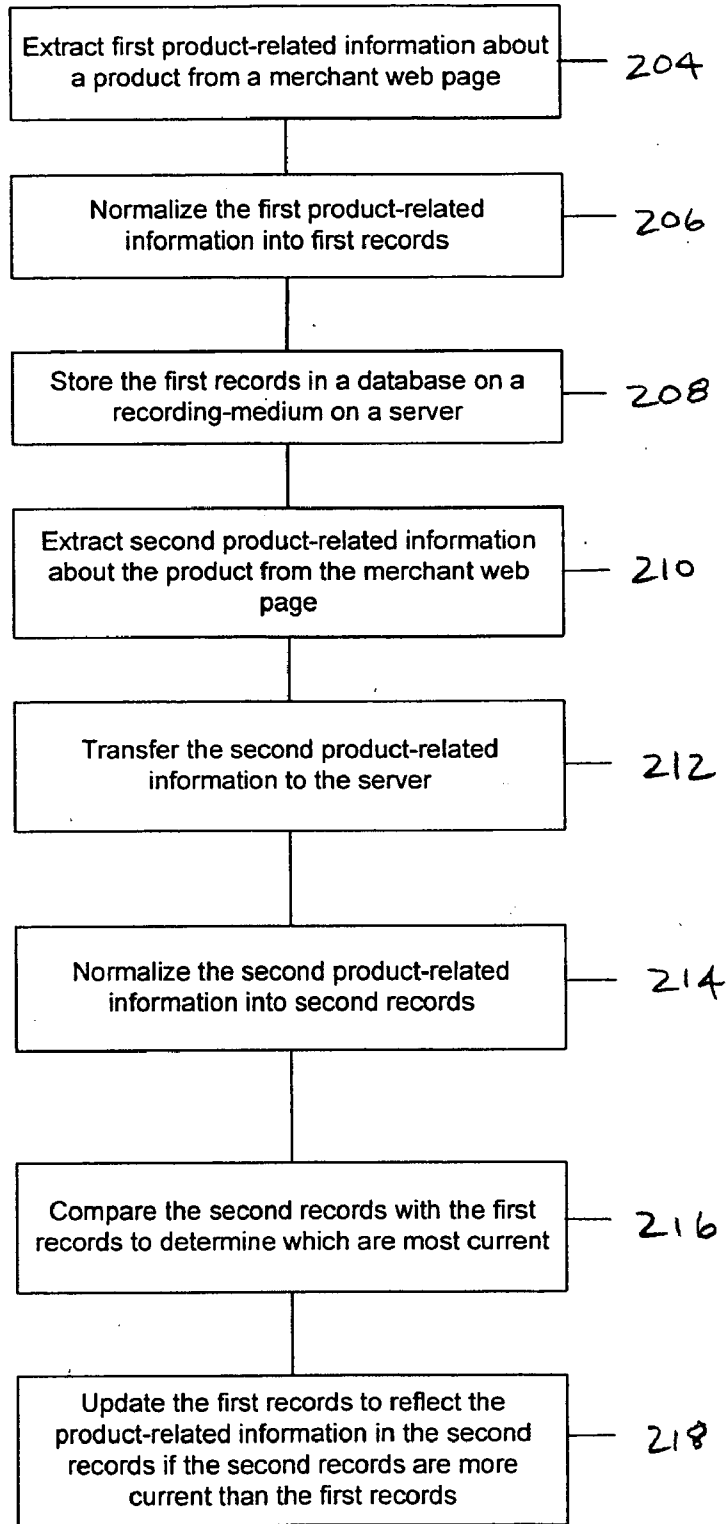 Extract first product-related information about
a product from a merchant web page
204
Normalize the first product-related
information into first records
206
Store the first records in a database on a
recording-medium on a server
208
Extract second product-related information
about the product from the merchant web
page
210
Transfer the second product-related
information to the server
212
Normalize the second product-related
information into second records
214
Compare the second records with the first
records to determine which are most current
216
Update the first records to reflect the
product-related information in the second
records if the second records are more
current than the first records
218